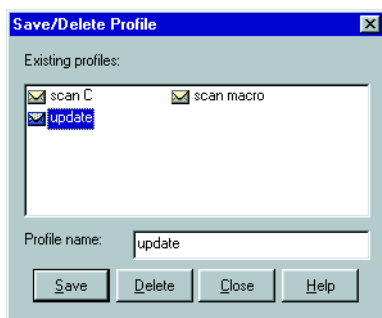 Save/Delete Profile
Existing profiles:
scan C scan macro
update
Profile name: update
Save Delete Close Help